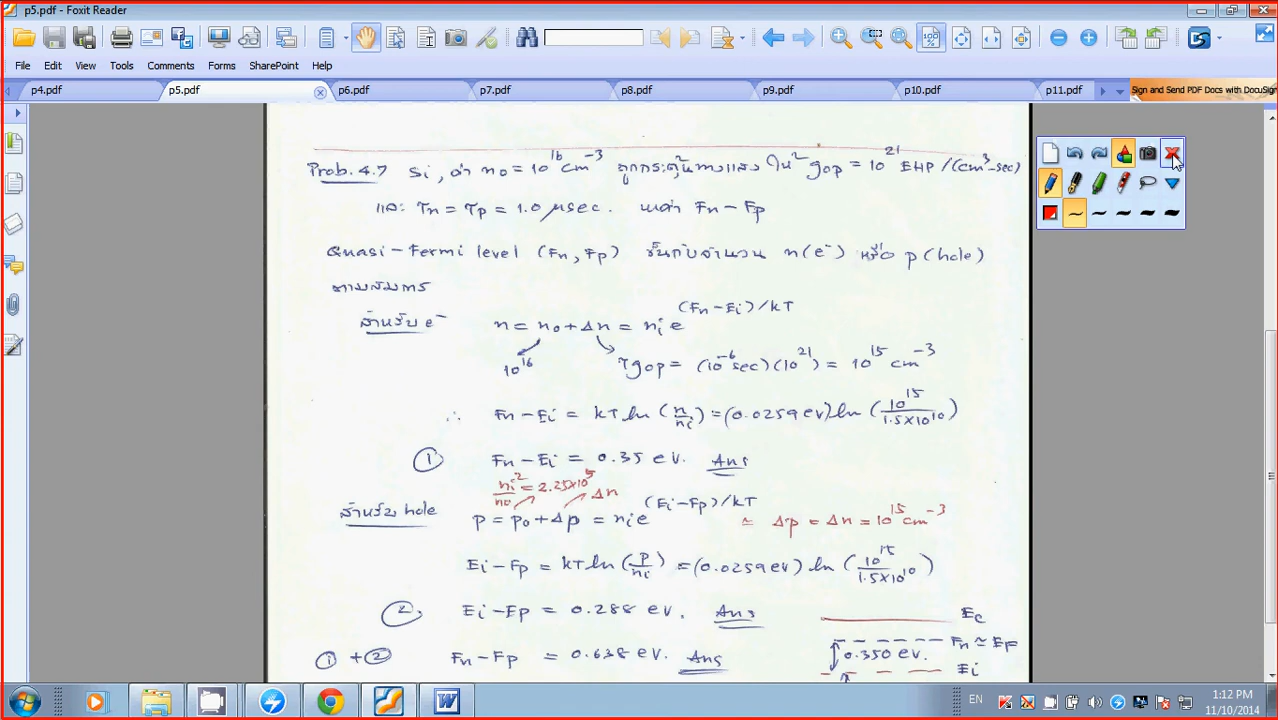 p5.pdf - Foxit Reader
File Edit View Tools Comments Forms SharePoint Help
p4.pdf p5.pdf p6.pdf p7.pdf p8.pdf p9.pdf p10.pdf p11.pdf Sign and Send PDF Docs with DocuSign
Prob. 4.7 Si, ถ้า n₀ = 10¹⁶ cm⁻³ ถูกกระตุ้นทางแสง ให้ gop = 10²¹ EHP/(cm³-sec)
และ τn = τp = 1.0 μsec. หาค่า Fn - Fp
Quasi-Fermi level (Fn, Fp) ขึ้นกับจำนวน n(e⁻) หรือ p(hole)
ตามสมการ
สำหรับ e⁻ n = n₀ + Δn = nᵢ e^(Fn-Ei)/kT
10¹⁶ τgop = (10⁻⁶ sec)(10²¹) = 10¹⁵ cm⁻³
∴ Fn - Ei = kT ln (n/ni) = (0.0259 eV) ln (10¹⁵/1.5×10¹⁰)
① Fn - Ei = 0.35 eV. Ans
ni²/n₀ = 2.25×10⁵ Δn
สำหรับ hole p = p₀ + Δp = nᵢ e^(Ei-Fp)/kT ≃ Δp = Δn = 10¹⁵ cm⁻³
Ei - Fp = kT ln (p/ni) = (0.0259 eV) ln (10¹⁵/1.5×10¹⁰)
②, Ei - Fp = 0.288 eV. Ans
Ec
① + ② Fn - Fp = 0.638 eV. Ans
Fn ≃ EF
0.350 eV.
Ei
EN
1:12 PM
11/10/2014